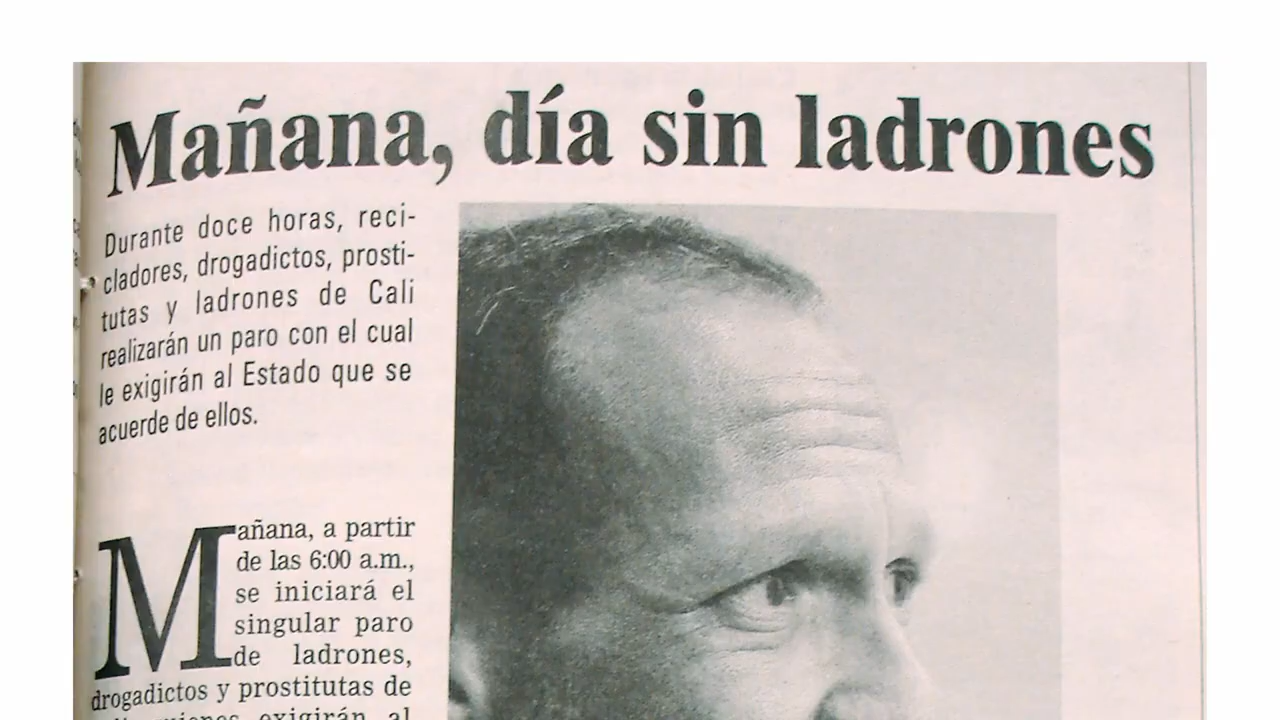 Mañana, día sin ladrones
Durante doce horas, reci-
cladores, drogadictos, prosti-
tutas y ladrones de Cali
realizarán un paro con el cual
le exigirán al Estado que se
acuerde de ellos.
Mañana, a partir
de las 6:00 a.m.,
se iniciará el
singular paro
de ladrones,
drogadictos y prostitutas de
exigirán al